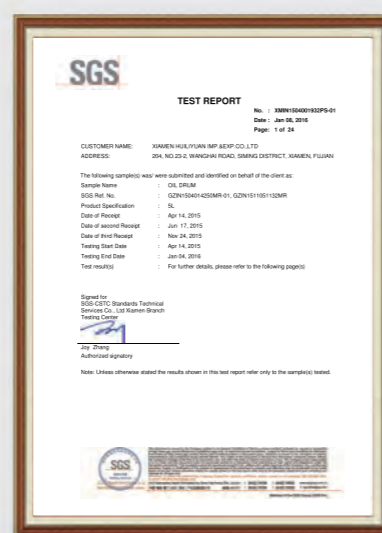 SGS
TEST REPORT
No. : XMIN1504001932PS-01
Date : Jan 08, 2016
Page: 1 of 24
CUSTOMER NAME: XIAMEN HUILIYUAN IMP &EXP.CO.,LTD
ADDRESS: 204, NO.23-2, WANGHAI ROAD, SIMING DISTRICT, XIAMEN, FUJIAN
The following sample(s) was/ were submitted and identified on behalf of the client as:
Sample Name : OIL DRUM
SGS Ref. No. : GZIN1504014250MR-01, GZIN1511051132MR
Product Specification : 5L
Date of Receipt : Apr 14, 2015
Date of second Receipt : Jun 17, 2015
Date of third Receipt : Nov 24, 2015
Testing Start Date : Apr 14, 2015
Testing End Date : Jan 04, 2016
Test result(s) : For further details, please refer to the following page(s)
Signed for
SGS-CSTC Standards Technical
Services Co., Ltd Xiamen Branch
Testing Center
Joy Zhang
Authorized signatory
Note: Unless otherwise stated the results shown in this test report refer only to the sample(s) tested.
SGS